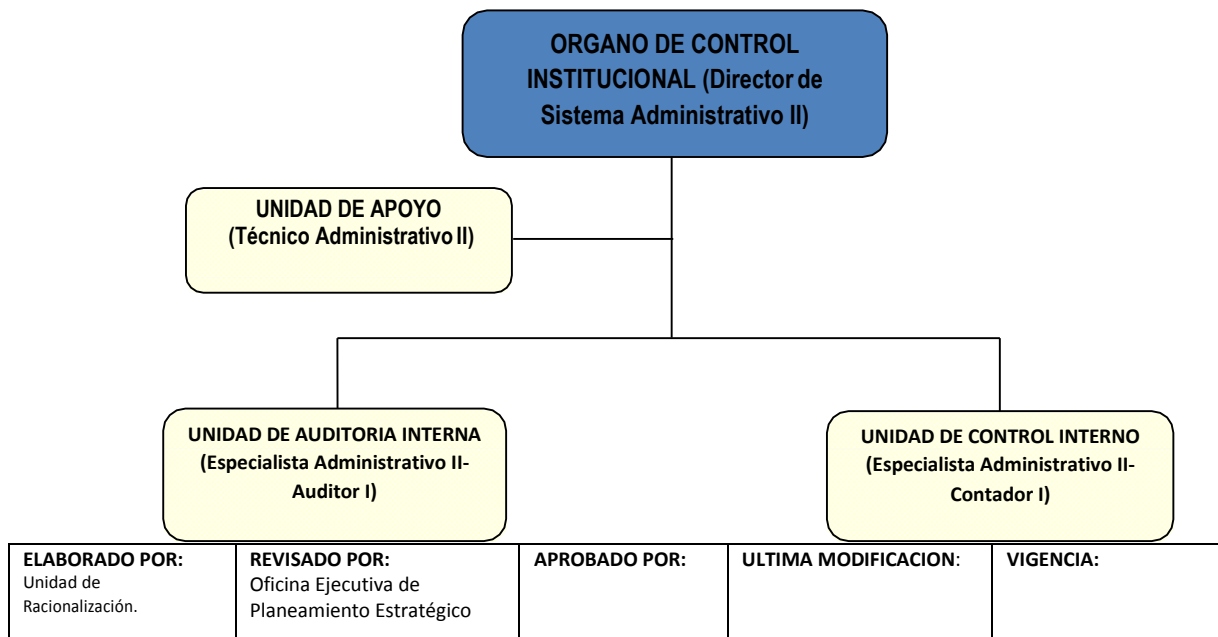 ORGANO DE CONTROL
INSTITUCIONAL (Director de
Sistema Administrativo II)
UNIDAD DE APOYO
(Técnico Administrativo II)
UNIDAD DE AUDITORIA INTERNA
(Especialista Administrativo II-
Auditor I)
UNIDAD DE CONTROL INTERNO
(Especialista Administrativo II-
Contador I)
ELABORADO POR:
Unidad de
Racionalización.
REVISADO POR:
Oficina Ejecutiva de
Planeamiento Estratégico
APROBADO POR:
ULTIMA MODIFICACION:
VIGENCIA: